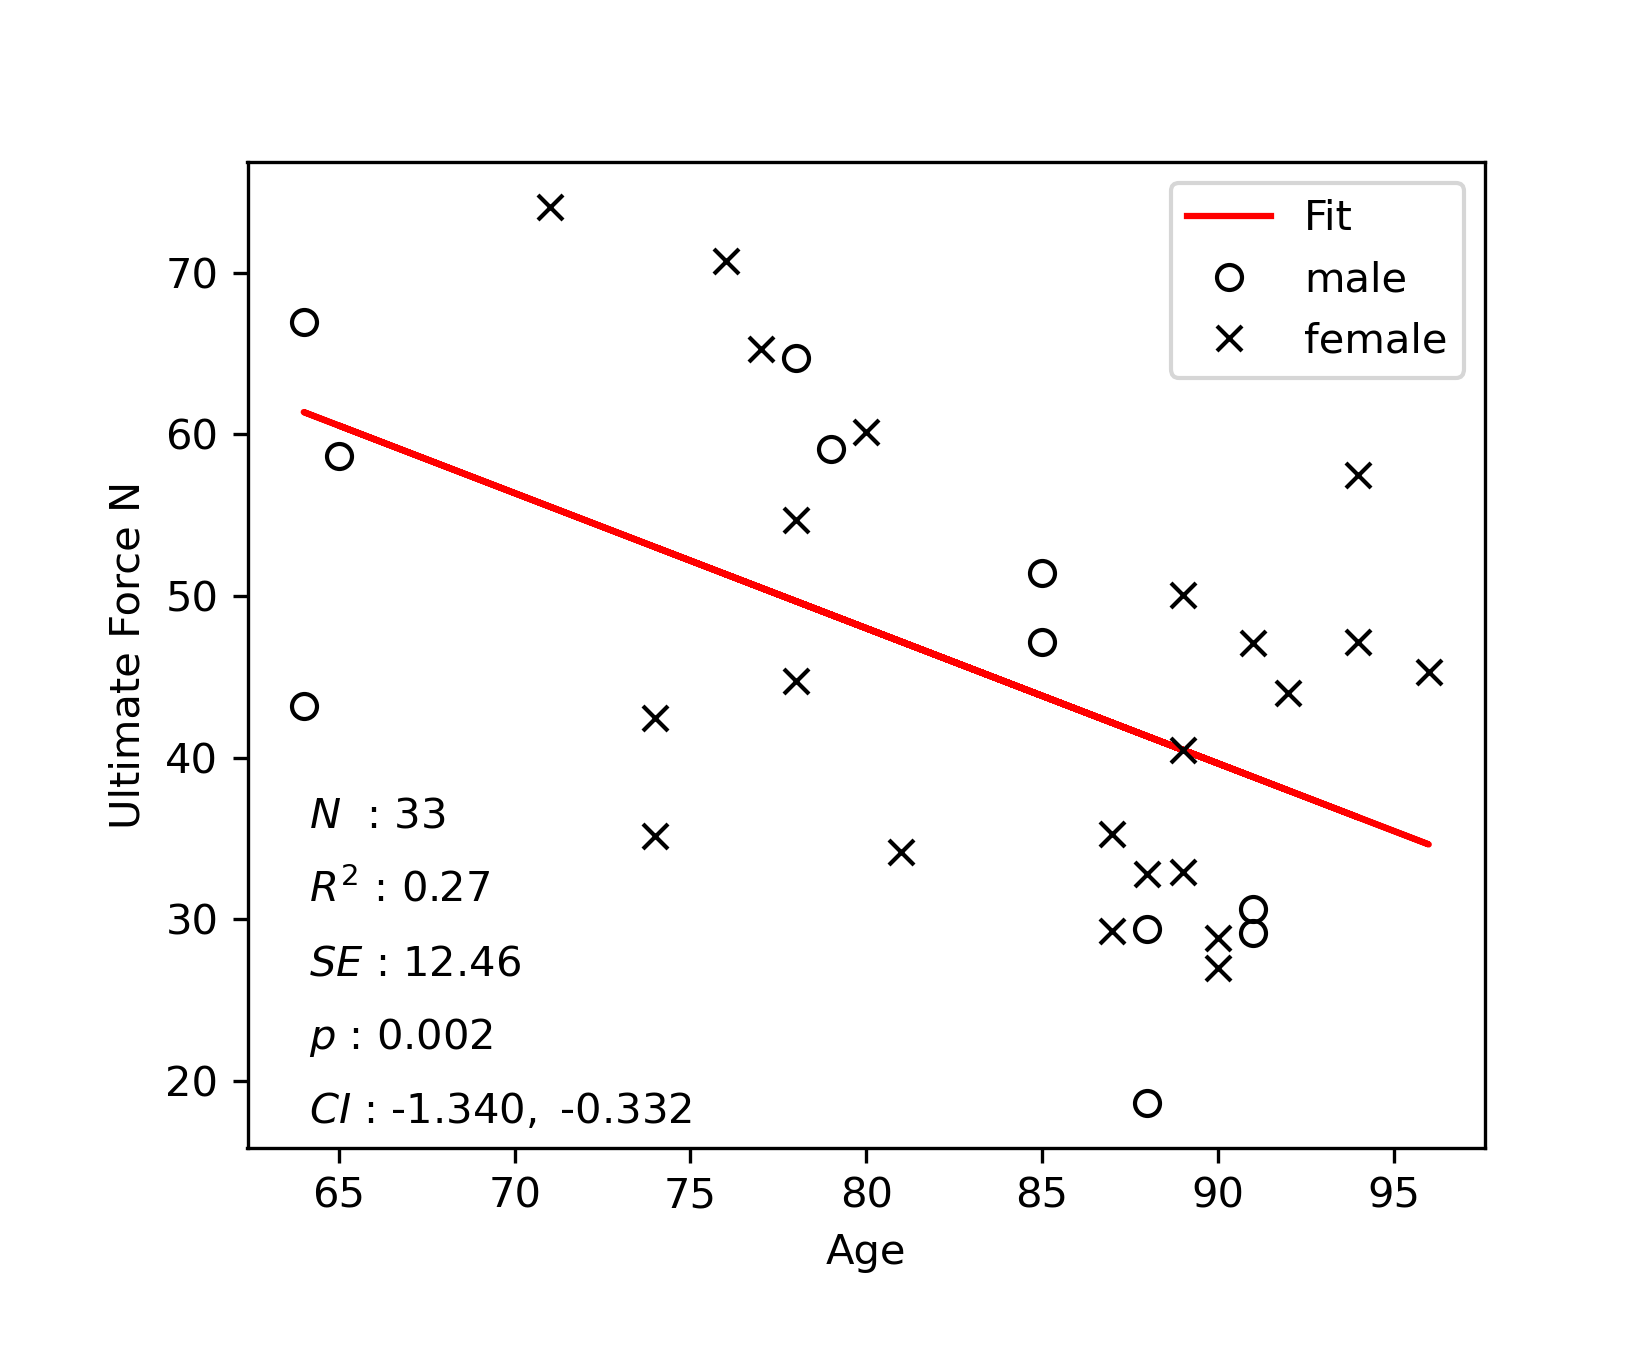 Fit
male
female
70
60
50
40
30
20
Ultimate Force N
N : 33
R² : 0.27
SE : 12.46
p : 0.002
CI : -1.340, -0.332
65 70 75 80 85 90 95
Age